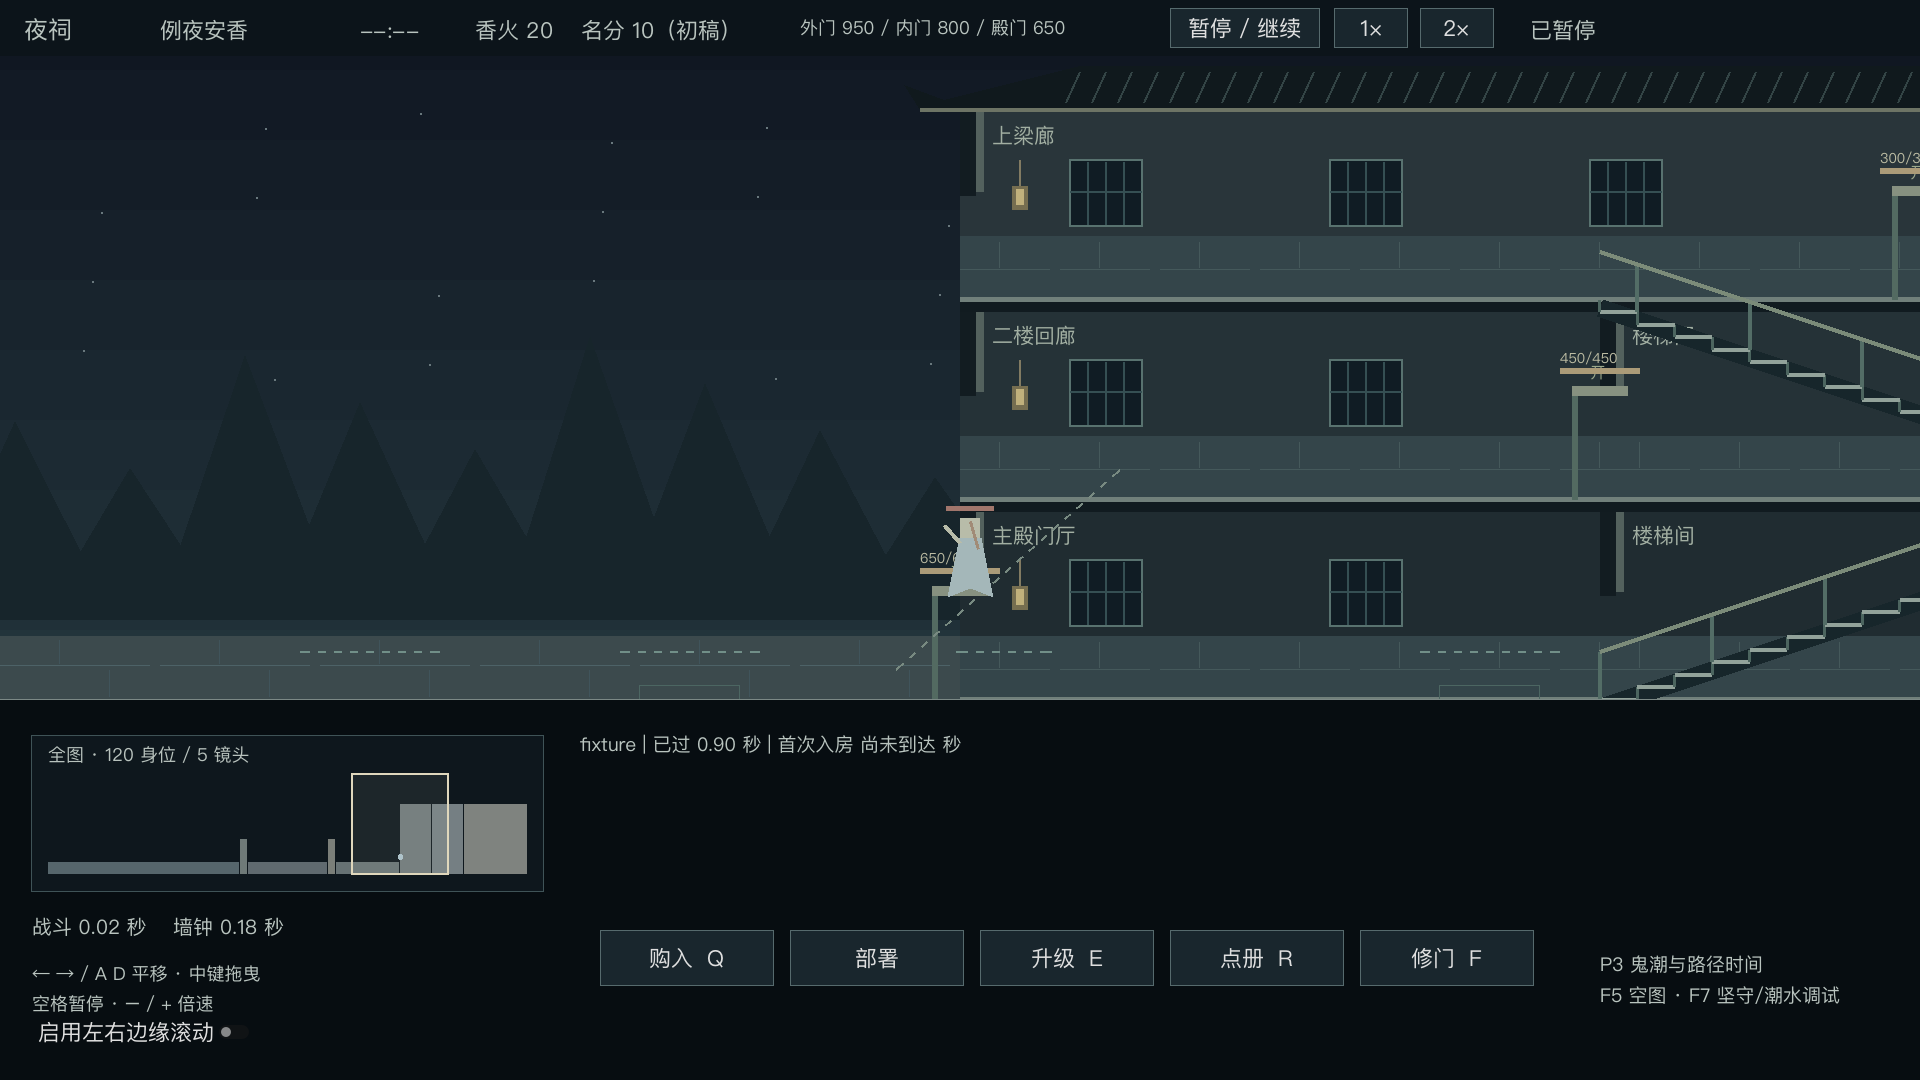 夜祠 例夜安香 --:-- 香火 20 名分 10（初稿） 外门 950 / 内门 800 / 殿门 650 暂停 / 继续 1× 2× 已暂停
上梁廊
二楼回廊
450/450
开
主殿门厅
楼梯间
全图 · 120 身位 / 5 镜头
fixture | 已过 0.90 秒 | 首次入房 尚未到达 秒
战斗 0.02 秒 墙钟 0.18 秒
←→ / A D 平移 · 中键拖曳
空格暂停 · − / + 倍速
启用左右边缘滚动
购入 Q 部署 升级 E 点册 R 修门 F
P3 鬼潮与路径时间
F5 空图 · F7 坚守/潮水调试